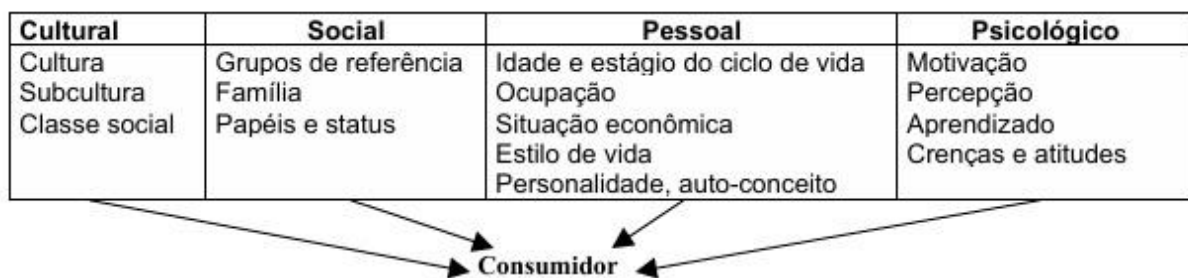 Cultural Social Pessoal Psicológico
Cultura Grupos de referência Idade e estágio do ciclo de vida Motivação
Subcultura Família Ocupação Percepção
Classe social Papéis e status Situação econômica Aprendizado
Estilo de vida Crenças e atitudes
Personalidade, auto-conceito
Consumidor